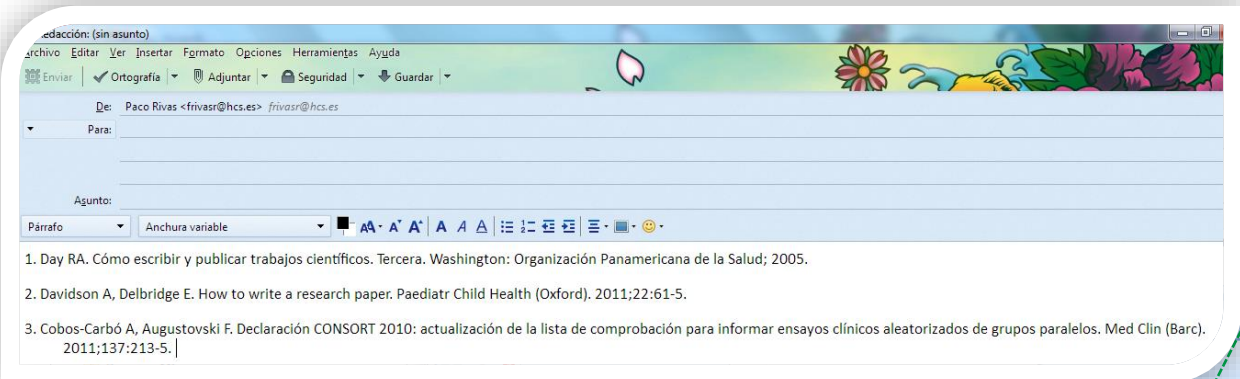 edacción: (sin asunto)
rchivo Editar Ver Insertar Formato Opciones Herramientas Ayuda
Enviar Ortografía Adjuntar Seguridad Guardar
De: Paco Rivas <frivasr@hcs.es> frivasr@hcs.es
Para:
Asunto:
Párrafo Anchura variable
1. Day RA. Cómo escribir y publicar trabajos científicos. Tercera. Washington: Organización Panamericana de la Salud; 2005.
2. Davidson A, Delbridge E. How to write a research paper. Paediatr Child Health (Oxford). 2011;22:61-5.
3. Cobos-Carbó A, Augustovski F. Declaración CONSORT 2010: actualización de la lista de comprobación para informar ensayos clínicos aleatorizados de grupos paralelos. Med Clin (Barc).
2011;137:213-5.